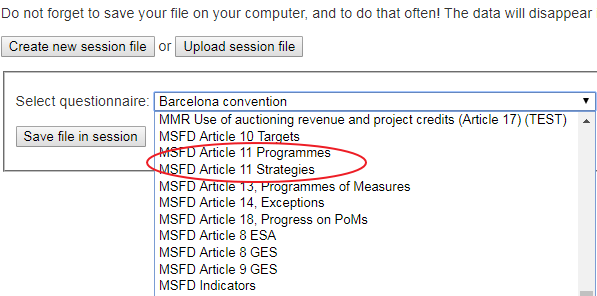 Do not forget to save your file on your computer, and to do that often! The data will disappear
Create new session file or Upload session file
Select questionnaire: Barcelona convention
MMR Use of auctioning revenue and project credits (Article 17) (TEST)
Save file in session
MSFD Article 10 Targets
MSFD Article 11 Programmes
MSFD Article 11 Strategies
MSFD Article 13, Programmes of Measures
MSFD Article 14, Exceptions
MSFD Article 18, Progress on PoMs
MSFD Article 8 ESA
MSFD Article 8 GES
MSFD Article 9 GES
MSFD Indicators